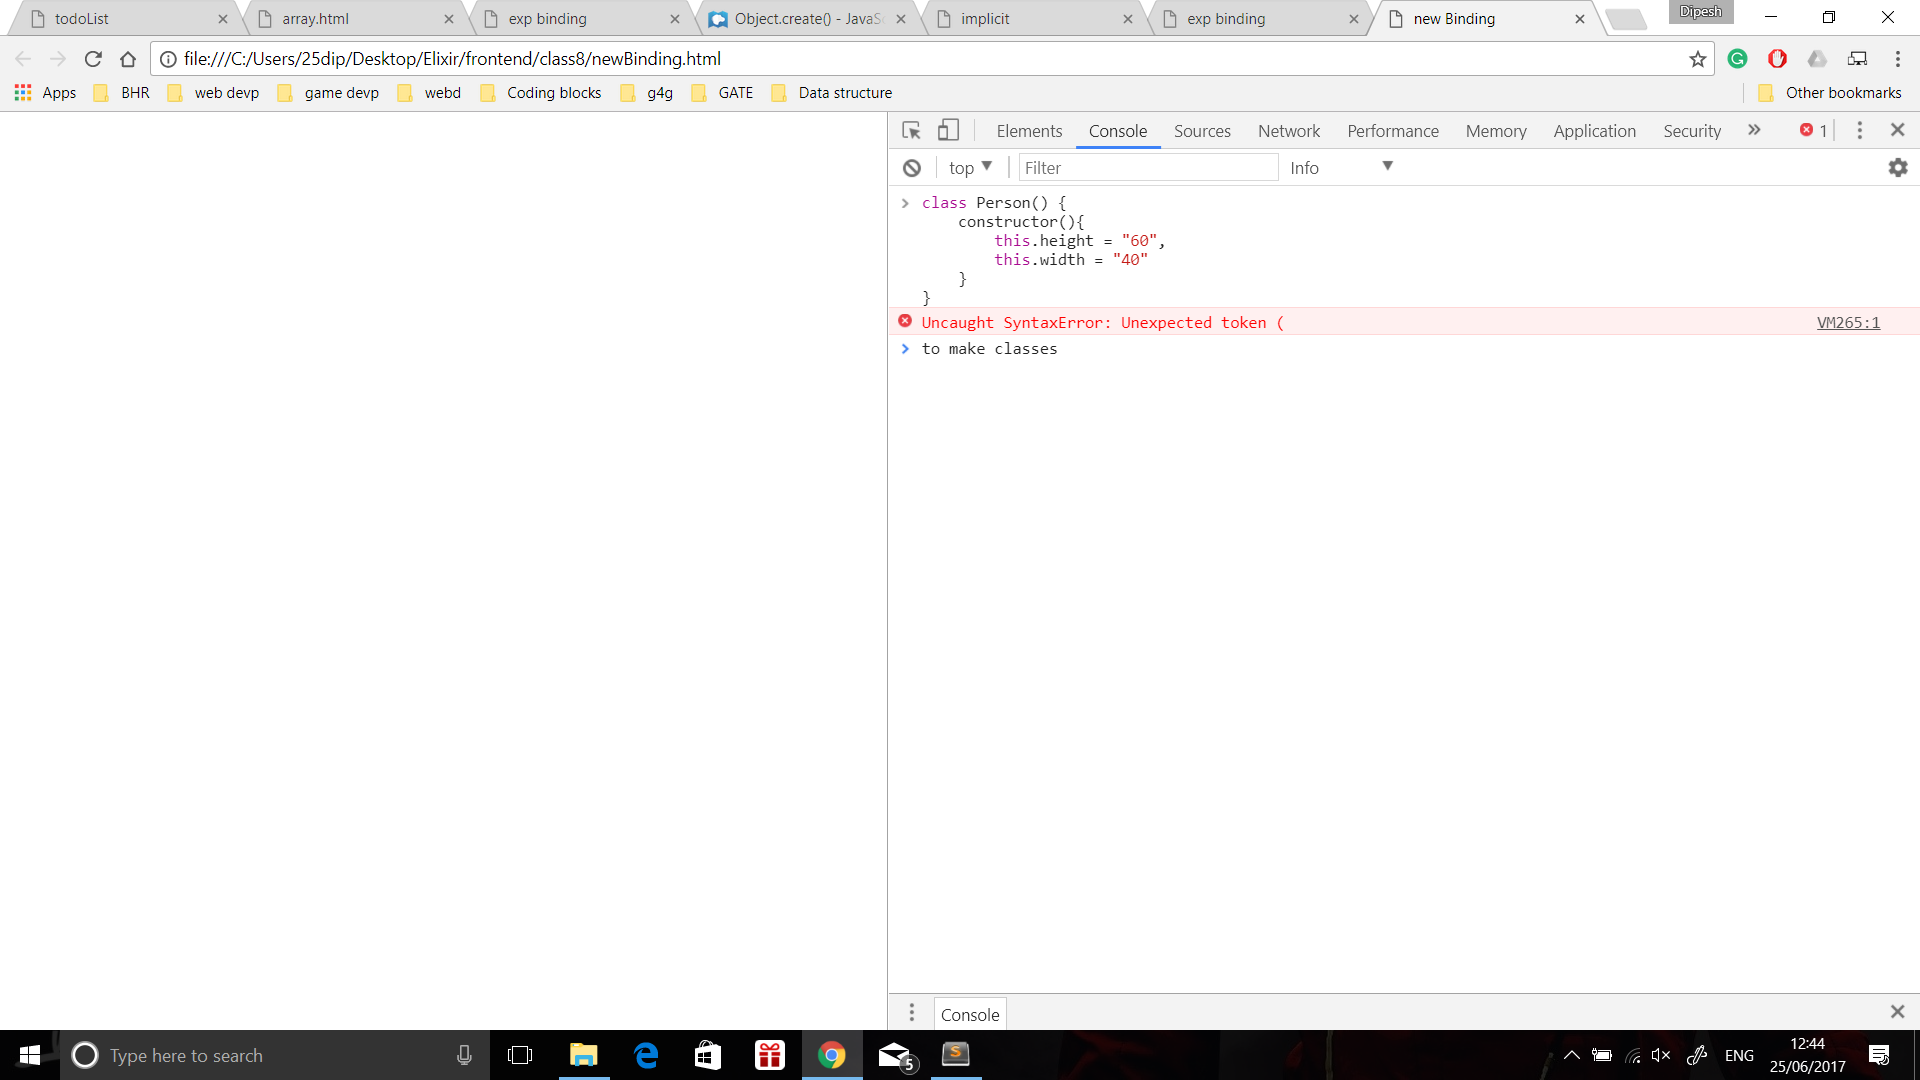 todoList
array.html
exp binding
Object.create() - JavaSc
implicit
exp binding
new Binding
Dipesh
file:///C:/Users/25dip/Desktop/Elixir/frontend/class8/newBinding.html
Apps BHR web devp game devp webd Coding blocks g4g GATE Data structure Other bookmarks
Elements Console Sources Network Performance Memory Application Security 1
top Filter Info
class Person() {
constructor(){
this.height = "60",
this.width = "40"
}
}
Uncaught SyntaxError: Unexpected token ( VM265:1
to make classes
Console
Type here to search
5
S
ENG
12:44
25/06/2017